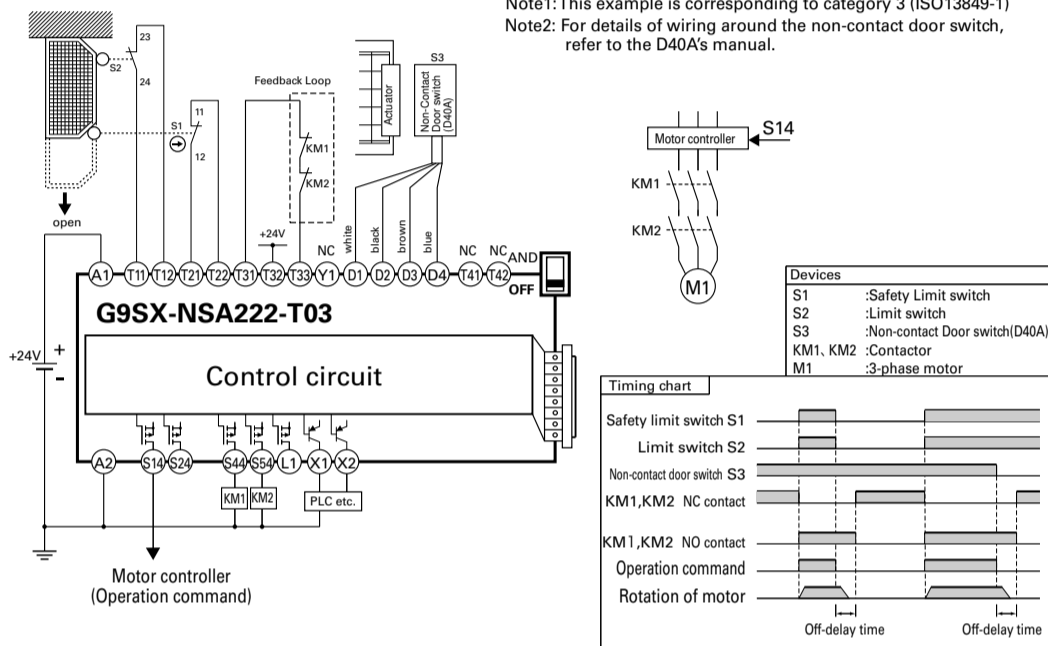 Note1: This example is corresponding to category 3 (ISO13849-1)
Note2: For details of wiring around the non-contact door switch,
refer to the D40A's manual.
23
S2
24
11
S1
12
open
Feedback Loop
KM1
KM2
+24V
Actuator
S3
Non-Contact
Door switch
(D40A)
NC
white
black
brown
blue
NC
NC
AND
OFF
A1
T11
T12
T21
T22
T31
T32
T33
Y1
D1
D2
D3
D4
T41
T42
G9SX-NSA222-T03
+24V
+
-
Control circuit
A2
S14
S24
S44
S54
L1
X1
X2
KM1
KM2
PLC etc.
Motor controller
(Operation command)
Motor controller
S14
KM1
KM2
M1
Devices
S1 :Safety Limit switch
S2 :Limit switch
S3 :Non-contact Door switch(D40A)
KM1、KM2 :Contactor
M1 :3-phase motor
Timing chart
Safety limit switch S1
Limit switch S2
Non-contact door switch S3
KM1,KM2 NC contact
KM1,KM2 NO contact
Operation command
Rotation of motor
Off-delay time
Off-delay time